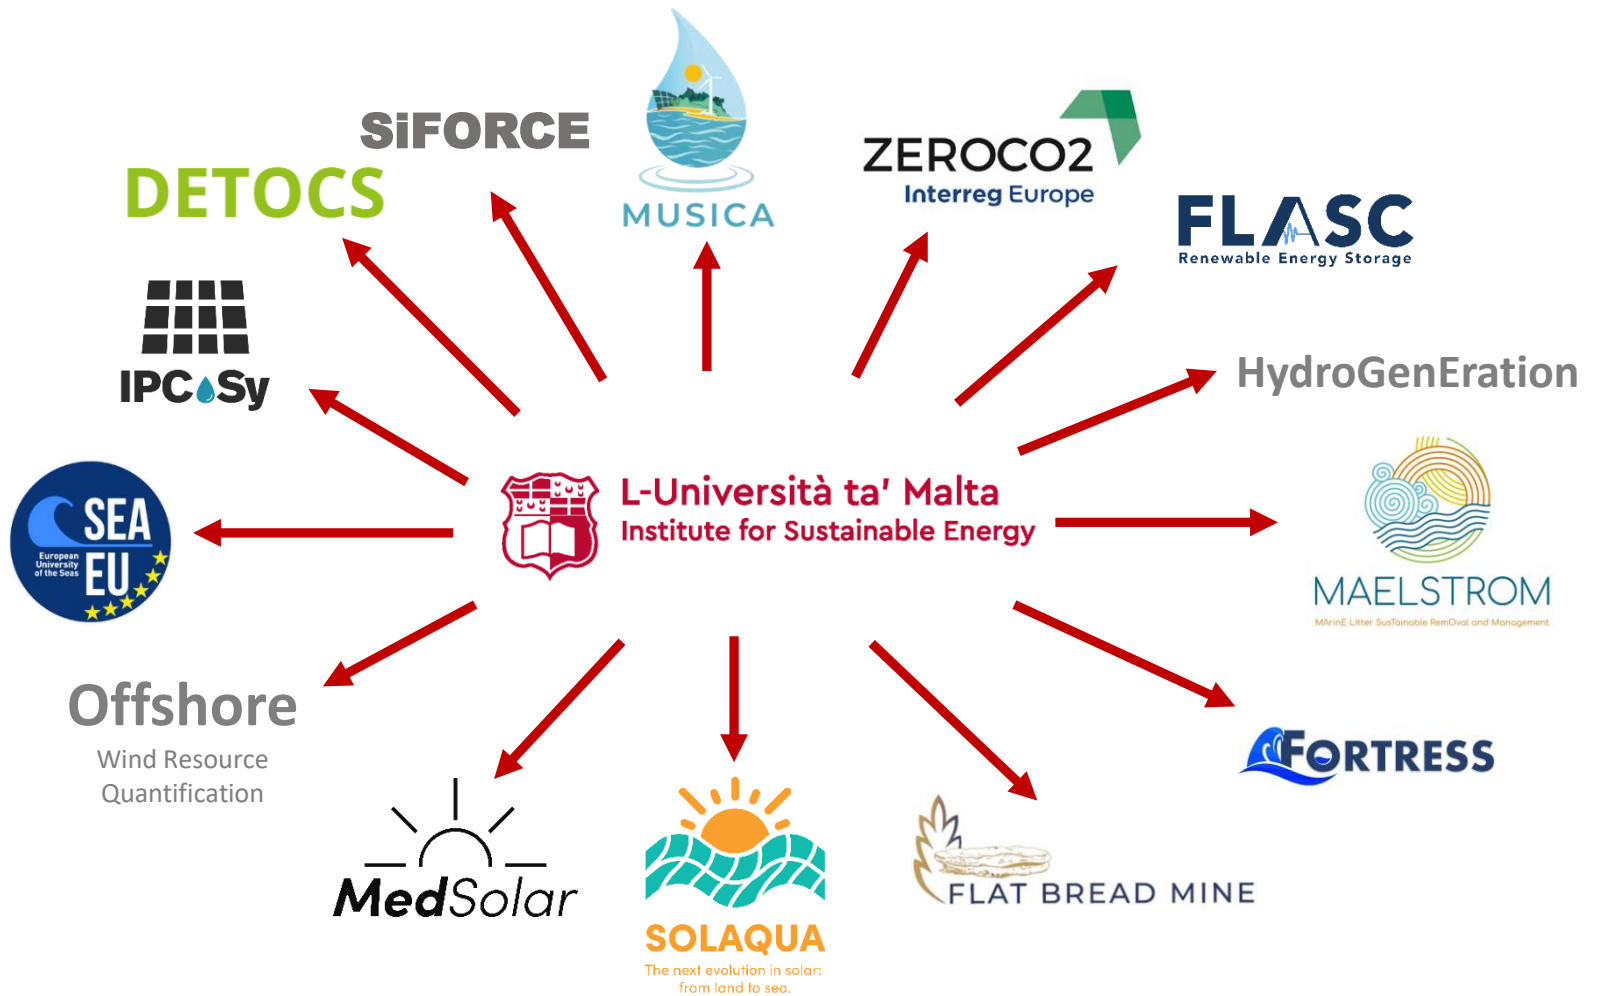 SiFORCE
DETOCS
MUSICA
ZEROCO2
Interreg Europe
FLASC
Renewable Energy Storage
IPCSy
HydroGenEration
L-Università ta' Malta
Institute for Sustainable Energy
SEA
European
University
of the Seas
EU
MAELSTROM
MArinE Litter SusTainable RemOval and Management
Offshore
Wind Resource
Quantification
FORTRESS
MedSolar
FLAT BREAD MINE
SOLAQUA
The next evolution in solar:
from land to sea.